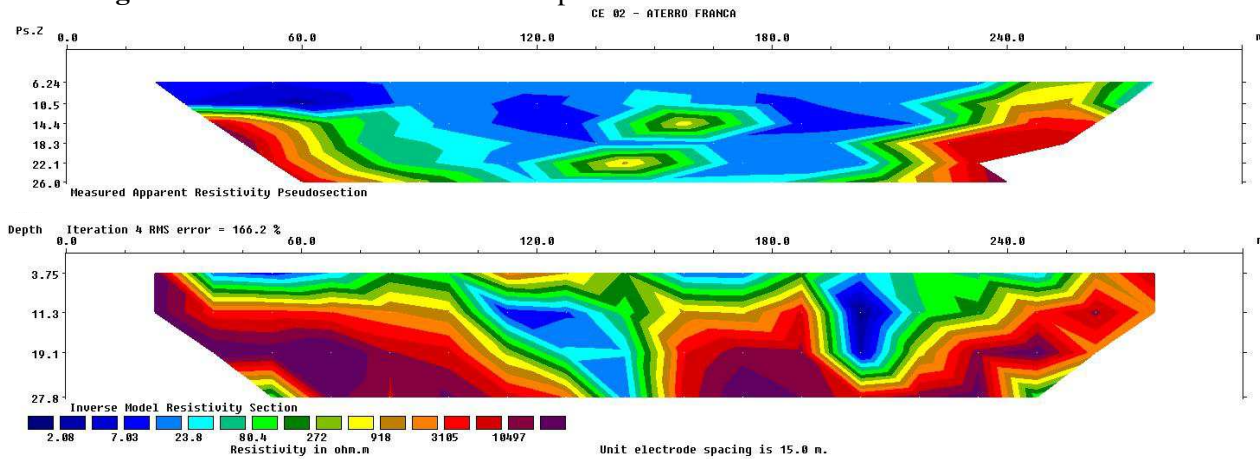 CE 02 - ATERRO FRANCA
Ps.Z
0.0 60.0 120.0 180.0 240.0 m
6.24
10.5
14.4
18.3
22.1
26.0
Measured Apparent Resistivity Pseudosection
Depth Iteration 4 RMS error = 166.2 %
0.0 60.0 120.0 180.0 240.0 m
3.75
11.3
19.1
27.8
Inverse Model Resistivity Section
2.08 7.03 23.8 80.4 272 918 3105 10497
Resistivity in ohm.m Unit electrode spacing is 15.0 m.